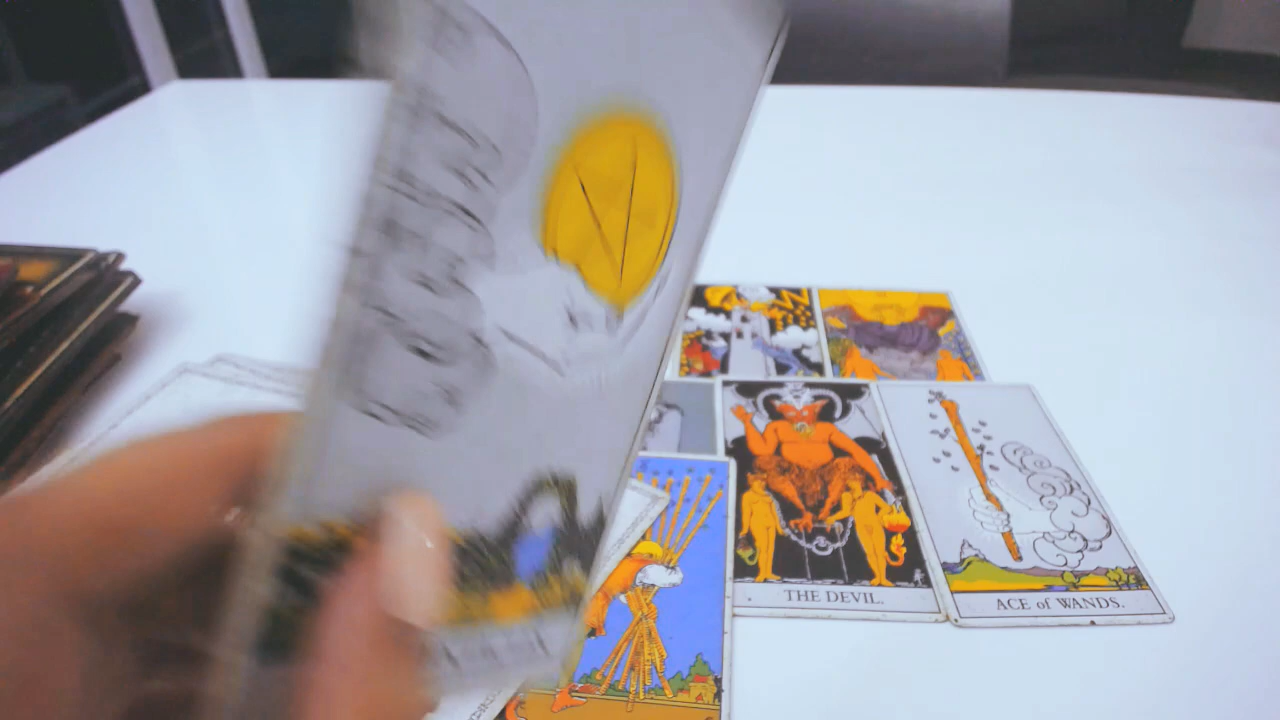 THE DEVIL.
ACE of WANDS.